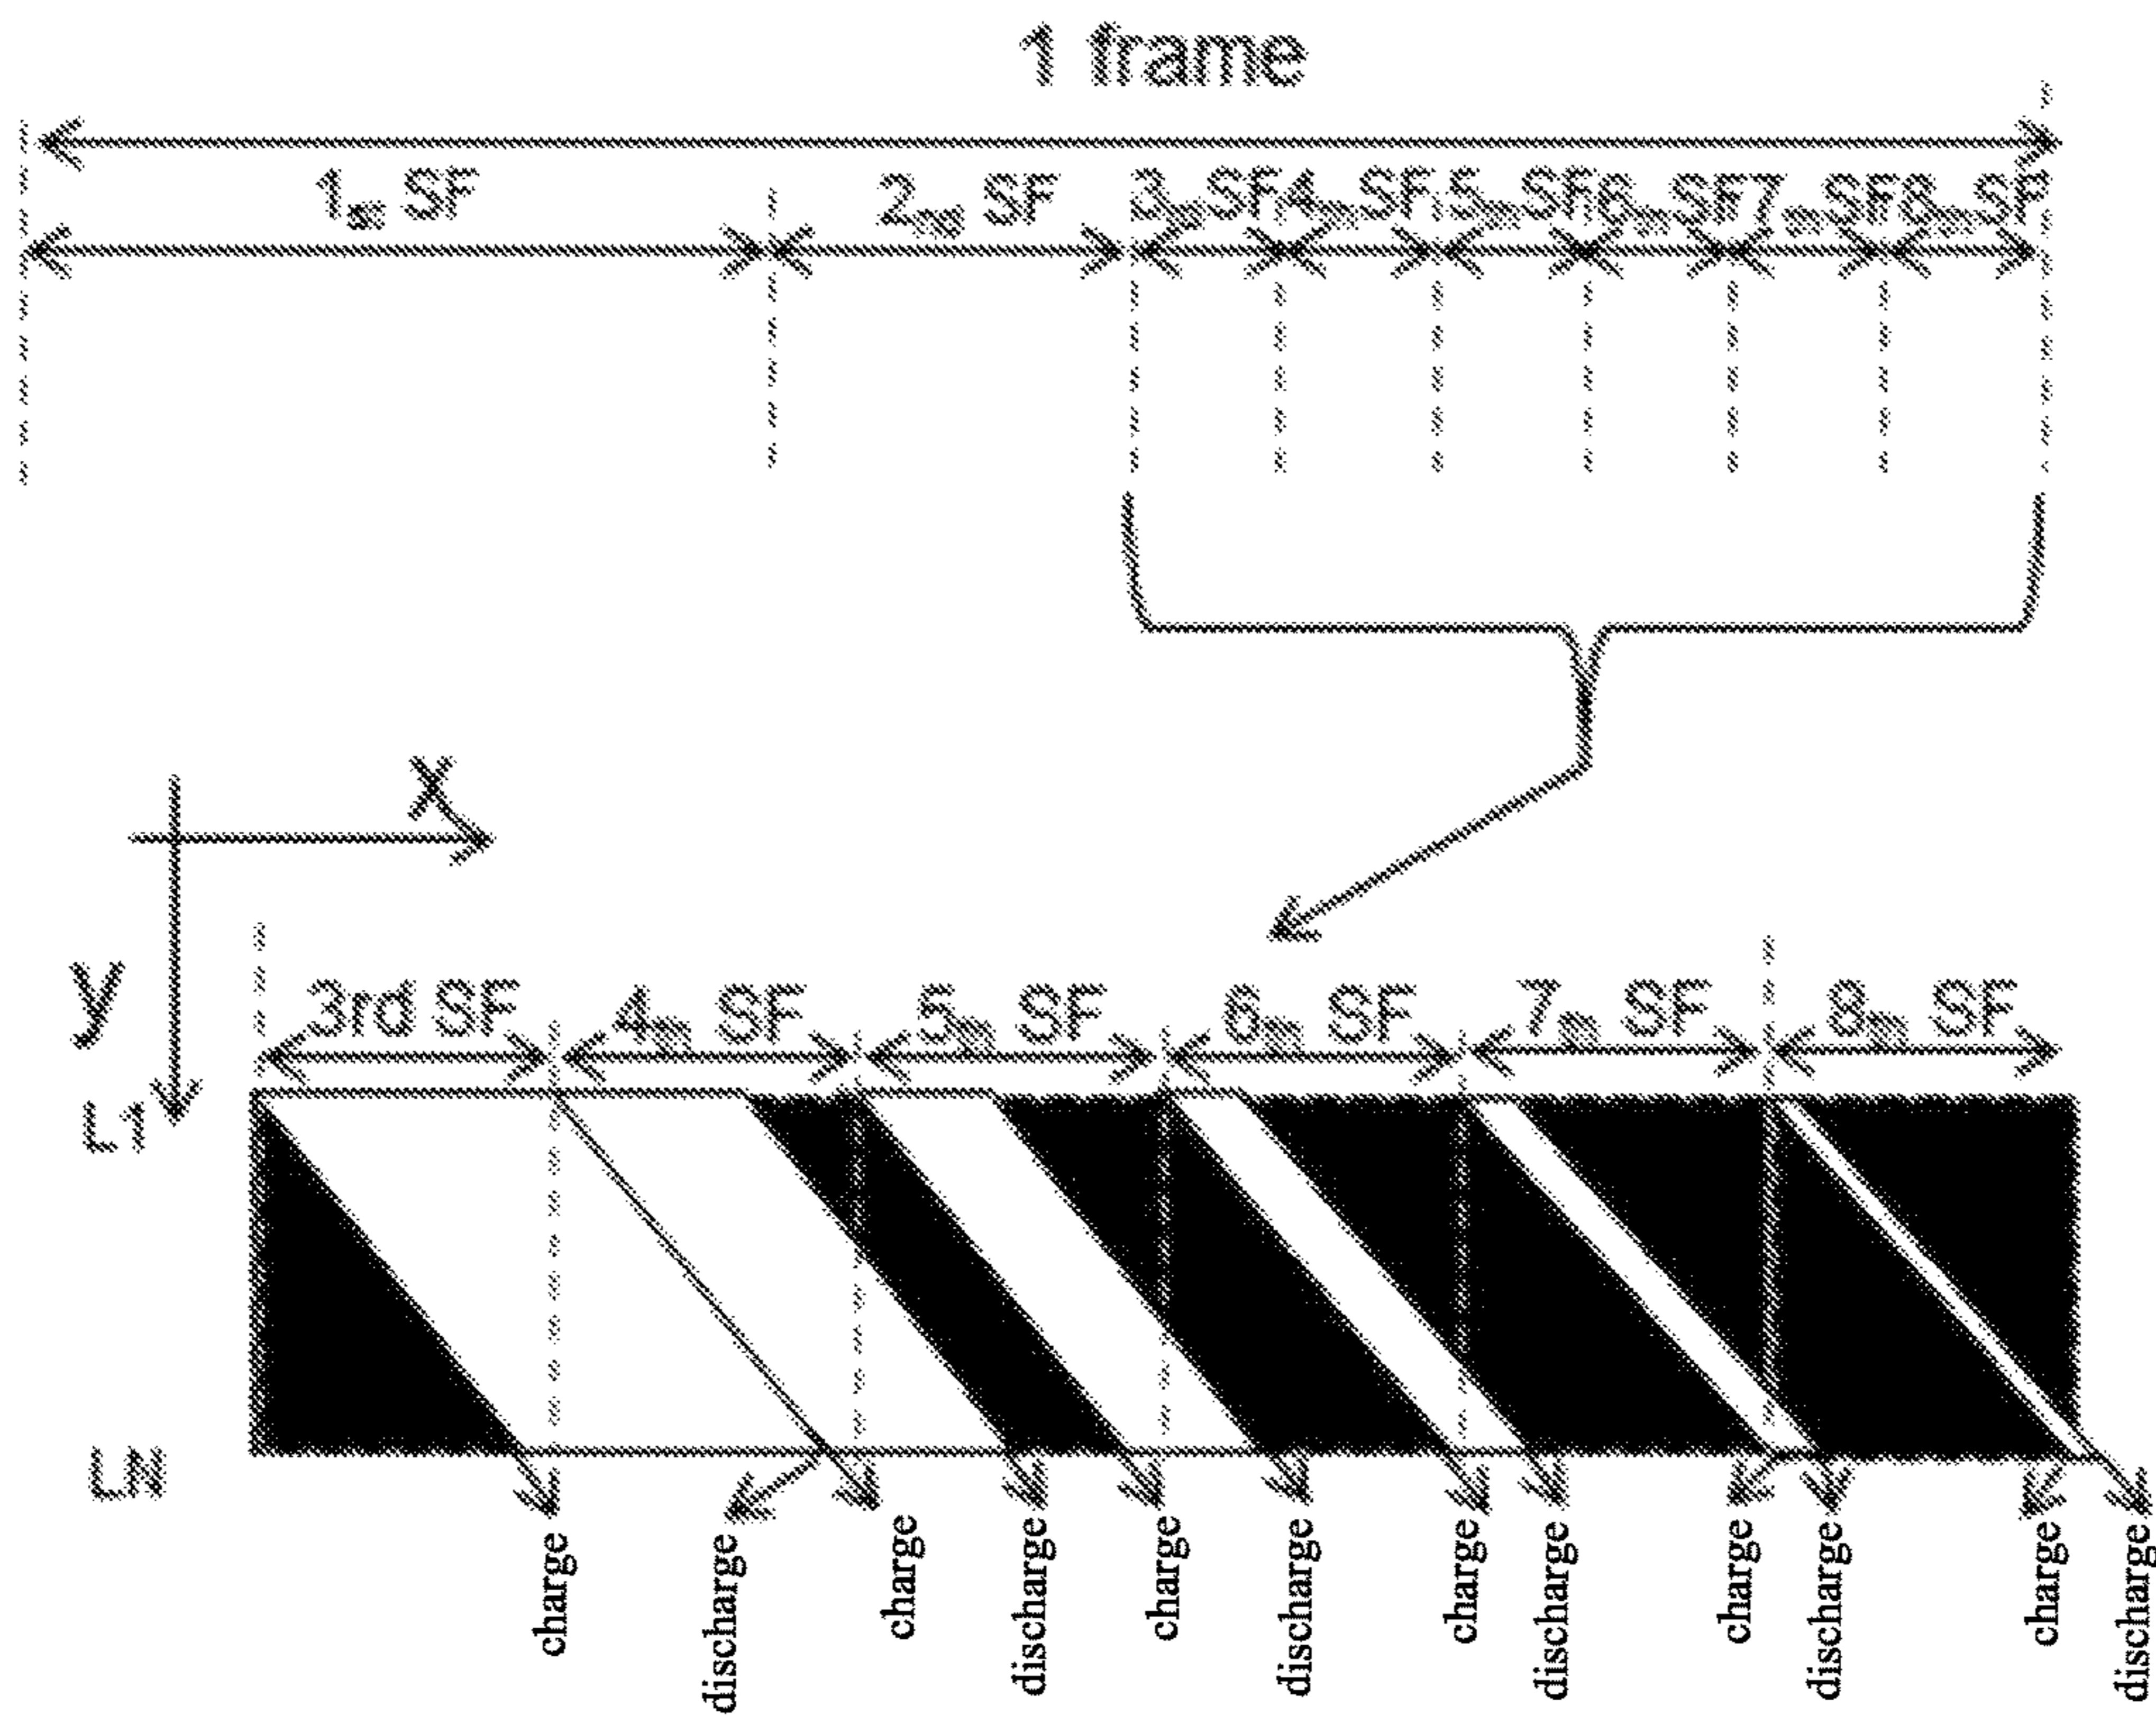 1 frame
1st SF 2nd SF 3th SF 4th SF 5th SF 6th SF 7th SF 8th SF
X
y
3rd SF 4th SF 5th SF 6th SF 7th SF 8th SF
L1
LN
charge discharge charge discharge charge discharge charge discharge charge discharge charge discharge